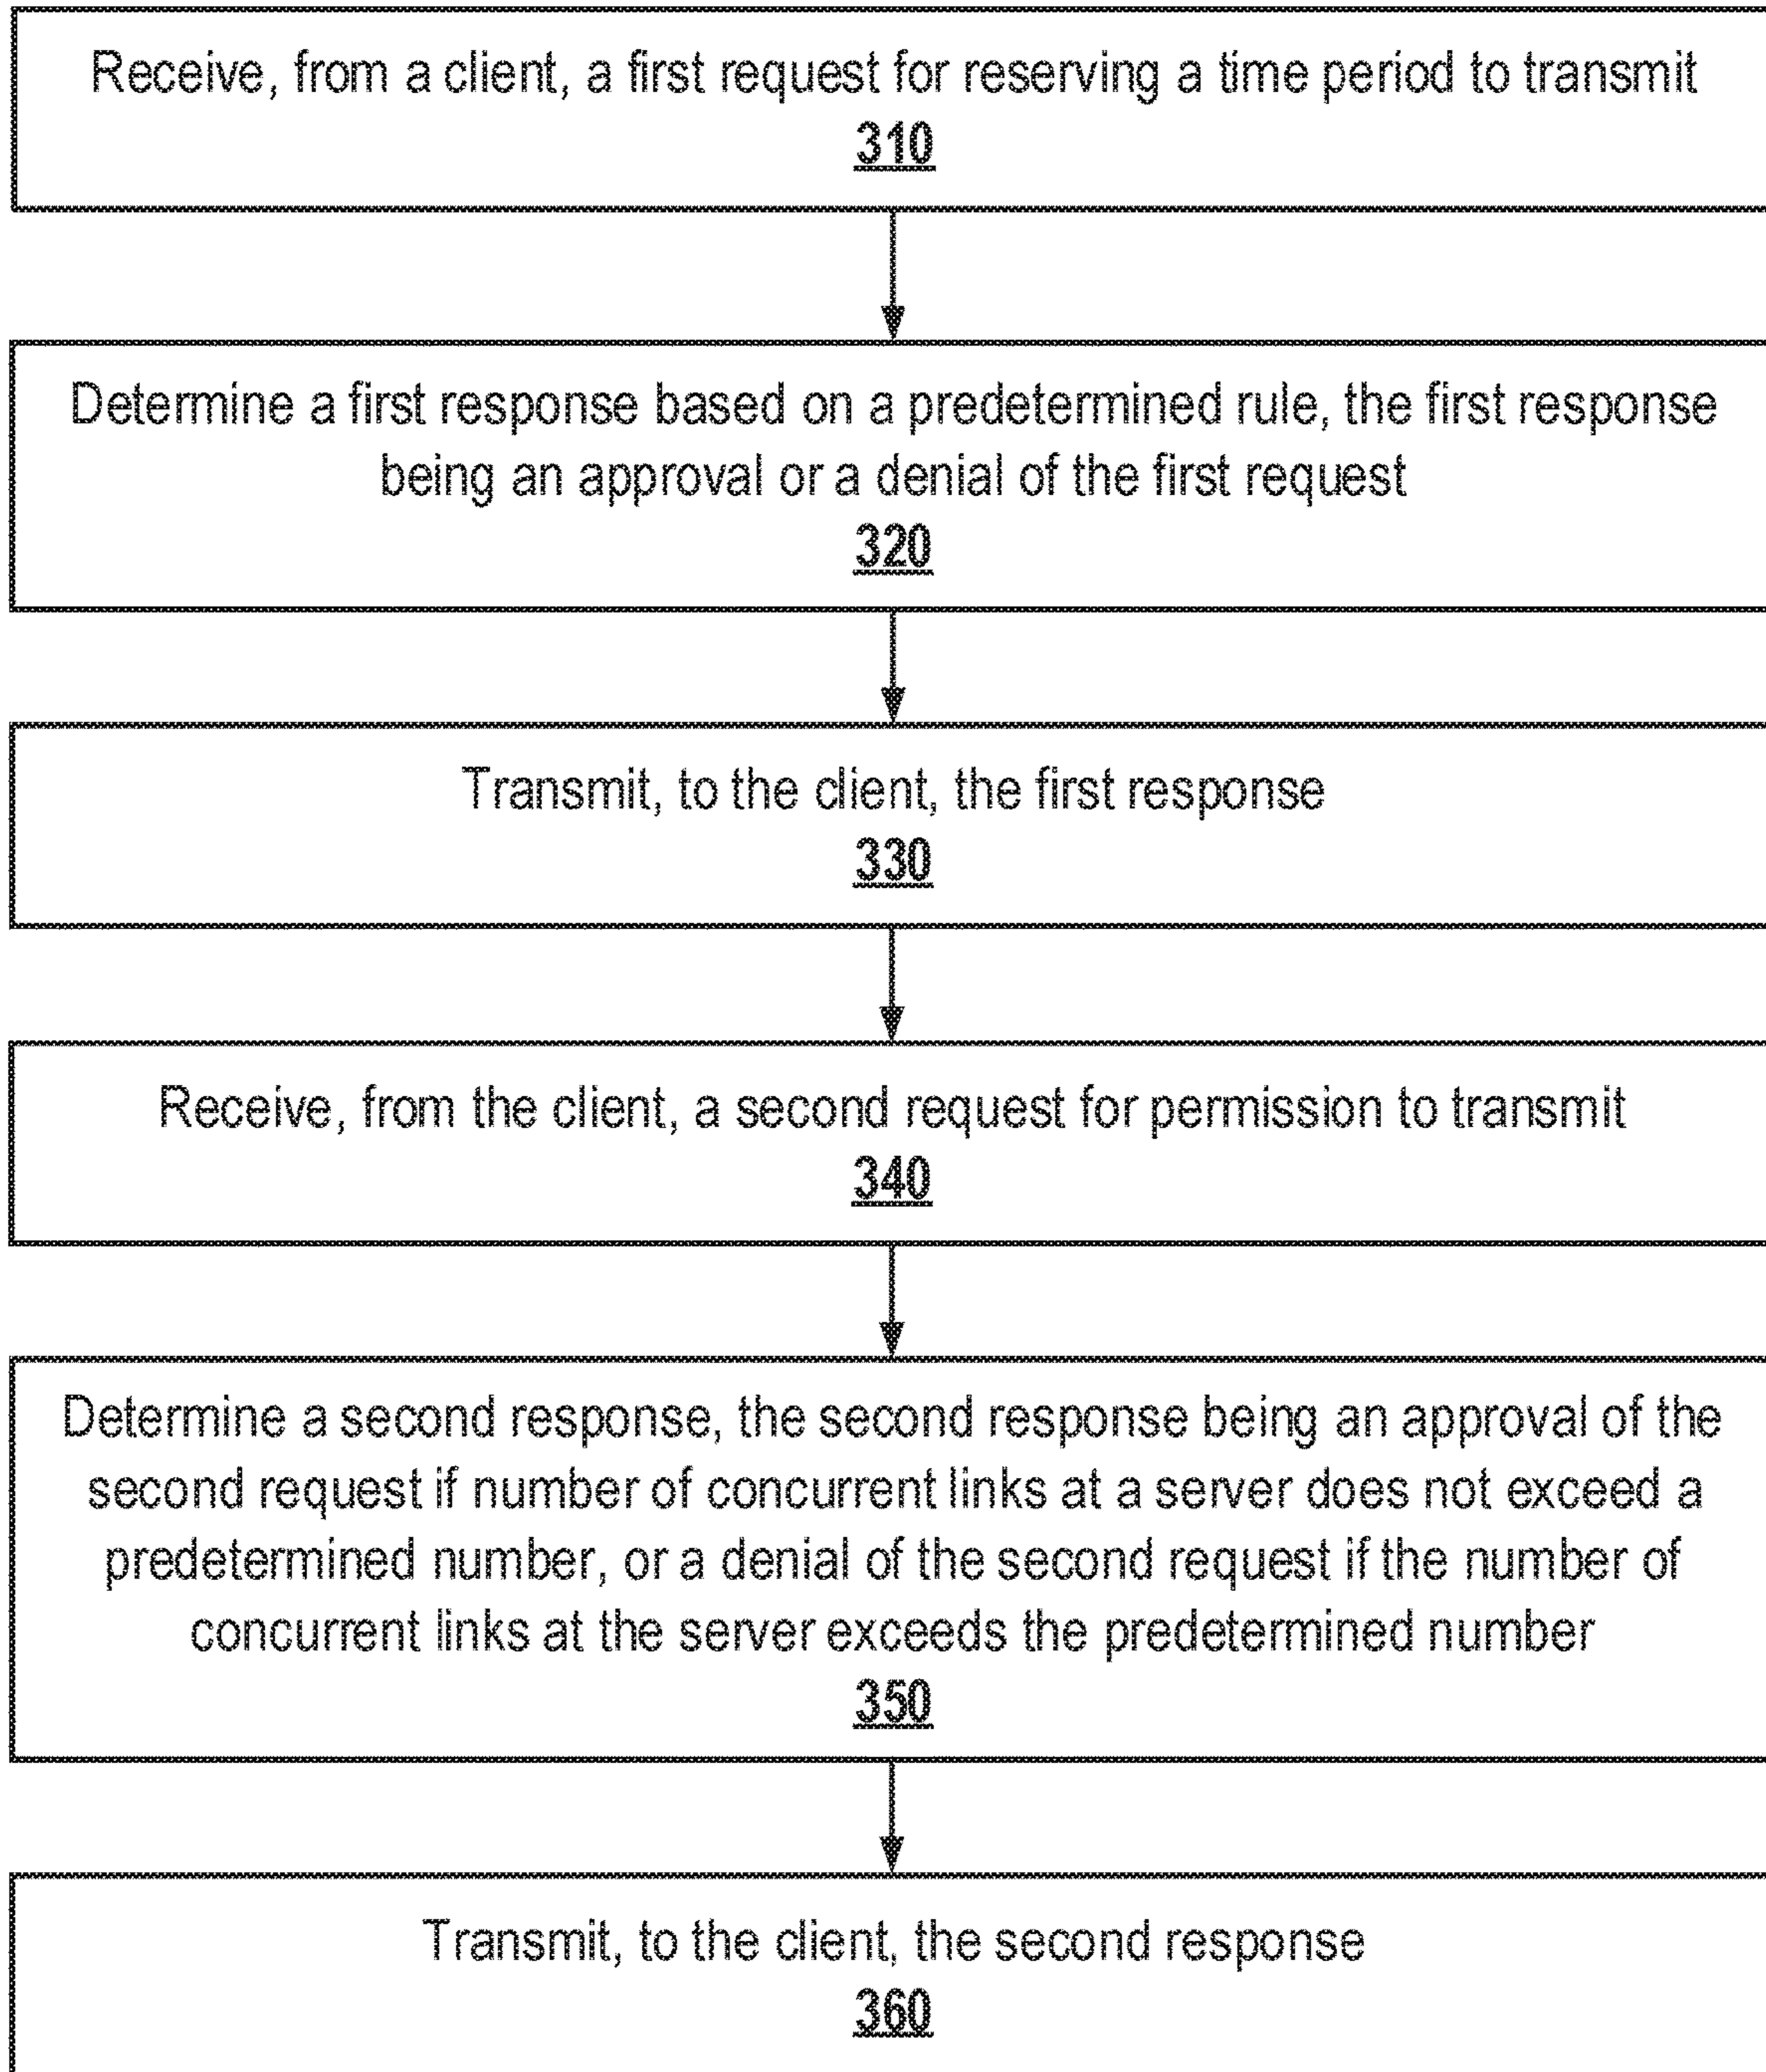 Receive, from a client, a first request for reserving a time period to transmit
310
Determine a first response based on a predetermined rule, the first response
being an approval or a denial of the first request
320
Transmit, to the client, the first response
330
Receive, from the client, a second request for permission to transmit
340
Determine a second response, the second response being an approval of the
second request if number of concurrent links at a server does not exceed a
predetermined number, or a denial of the second request if the number of
concurrent links at the server exceeds the predetermined number
350
Transmit, to the client, the second response
360